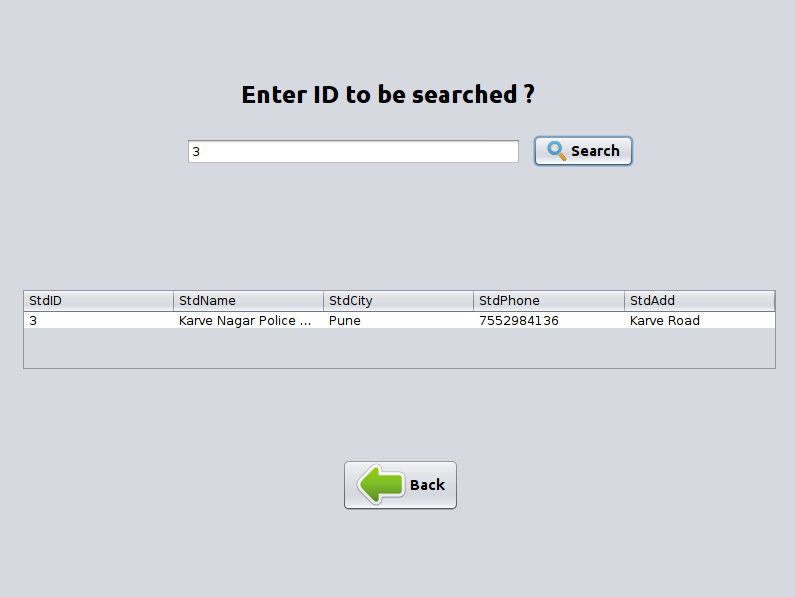 Enter ID to be searched ?
3 Search
StdID StdName StdCity StdPhone StdAdd
3 Karve Nagar Police ... Pune 7552984136 Karve Road
Back